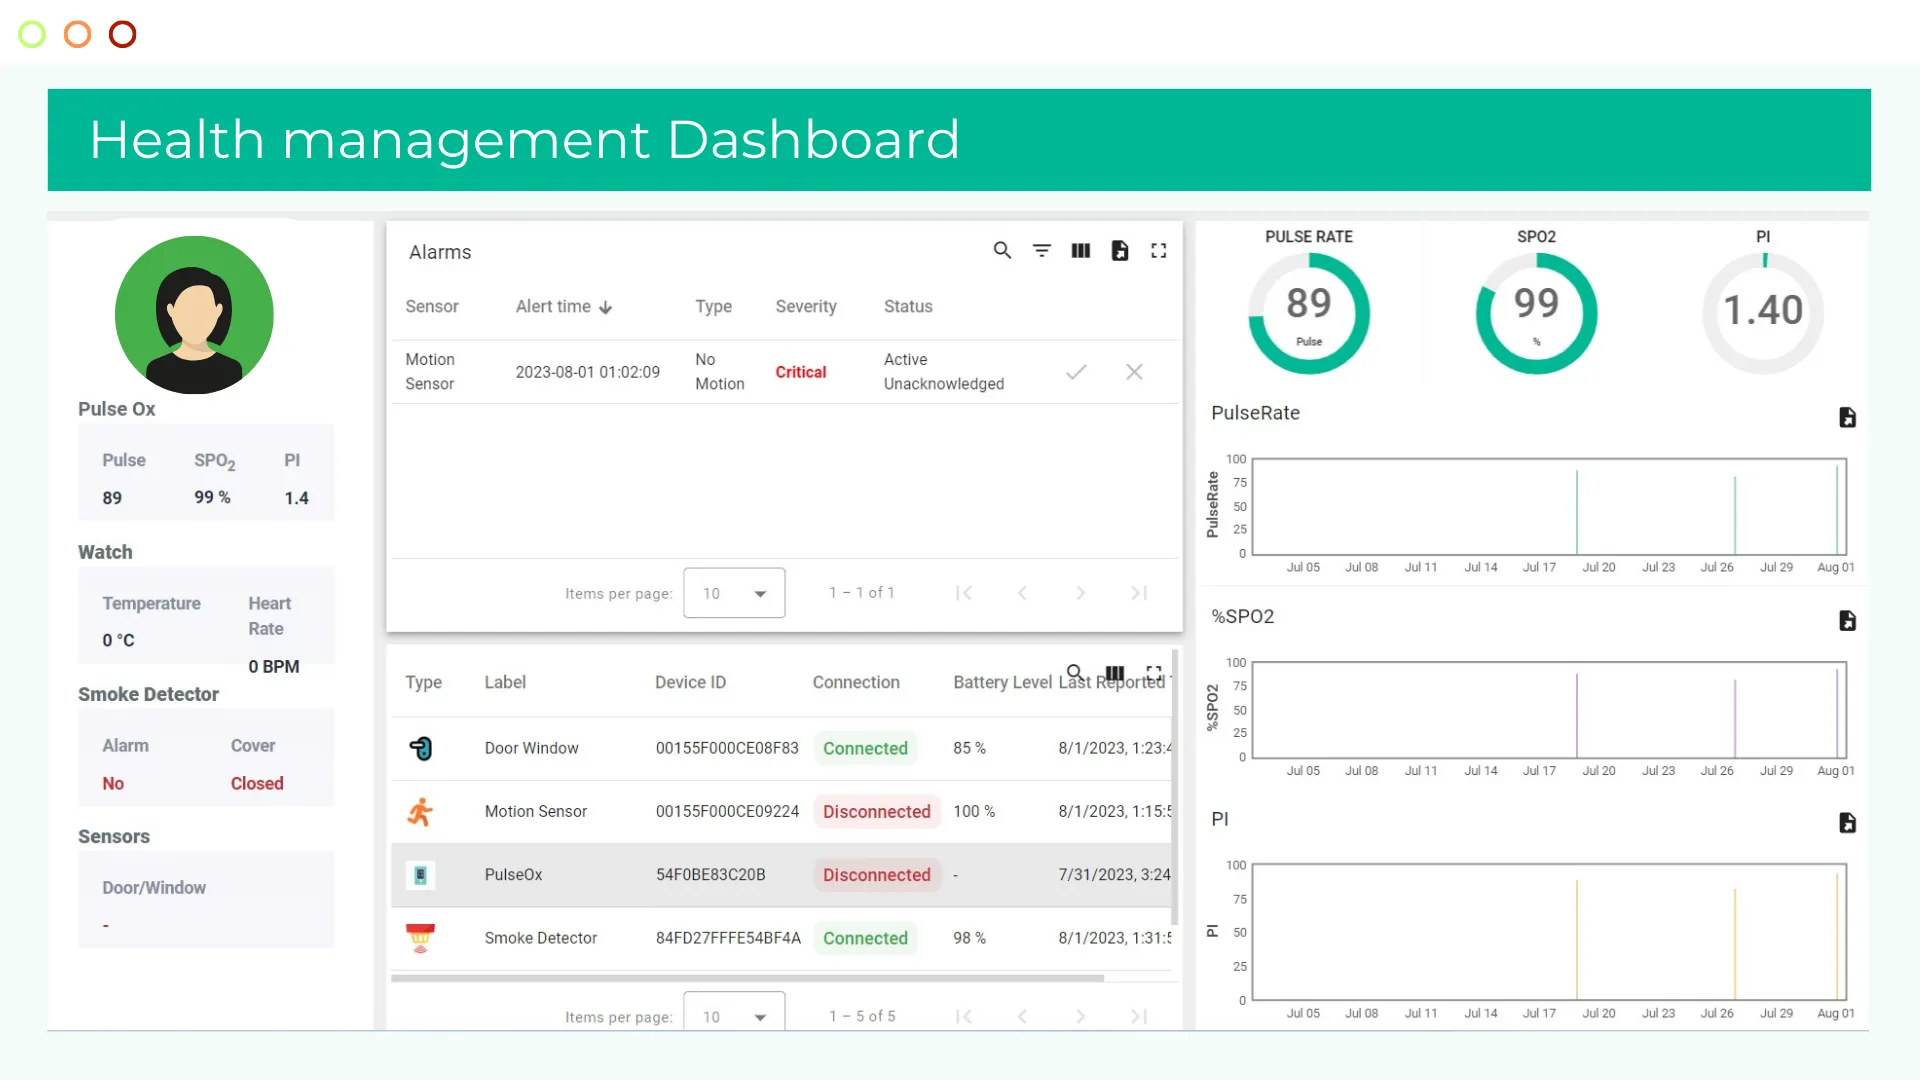 Health management Dashboard
Pulse Ox
Pulse SPO2 PI
89 99 % 1.4
Watch
Temperature Heart Rate
0 °C 0 BPM
Smoke Detector
Alarm Cover
No Closed
Sensors
Door/Window
-
Alarms
Sensor Alert time Type Severity Status
Motion Sensor 2023-08-01 01:02:09 No Motion Critical Active Unacknowledged
Items per page: 10 1 – 1 of 1
Type Label Device ID Connection Battery Level Last Reported
Door Window 00155F000CE08F83 Connected 85 % 8/1/2023, 1:23:4
Motion Sensor 00155F000CE09224 Disconnected 100 % 8/1/2023, 1:15:5
PulseOx 54F0BE83C20B Disconnected - 7/31/2023, 3:24
Smoke Detector 84FD27FFFE54BF4A Connected 98 % 8/1/2023, 1:31:5
Items per page: 10 1 – 5 of 5
PULSE RATE SPO2 PI
89 99 1.40
Pulse %
PulseRate
PulseRate
100
75
50
25
0
Jul 05 Jul 08 Jul 11 Jul 14 Jul 17 Jul 20 Jul 23 Jul 26 Jul 29 Aug 01
%SPO2
%SPO2
100
75
50
25
0
Jul 05 Jul 08 Jul 11 Jul 14 Jul 17 Jul 20 Jul 23 Jul 26 Jul 29 Aug 01
PI
PI
100
75
50
25
0
Jul 05 Jul 08 Jul 11 Jul 14 Jul 17 Jul 20 Jul 23 Jul 26 Jul 29 Aug 01